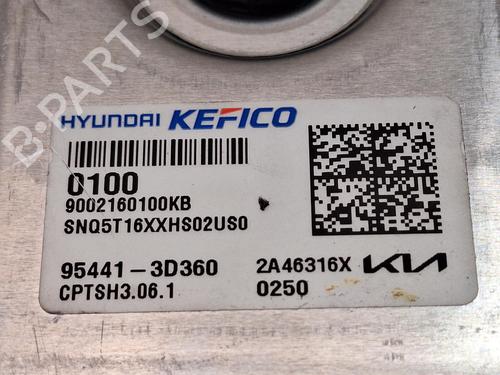 B-PARTS
HYUNDAI KEFICO
0100
9002160100KB
SNQ5T16XXHS02US0
95441-3D360 2A46316X KIA
CPTSH3.06.1 0250